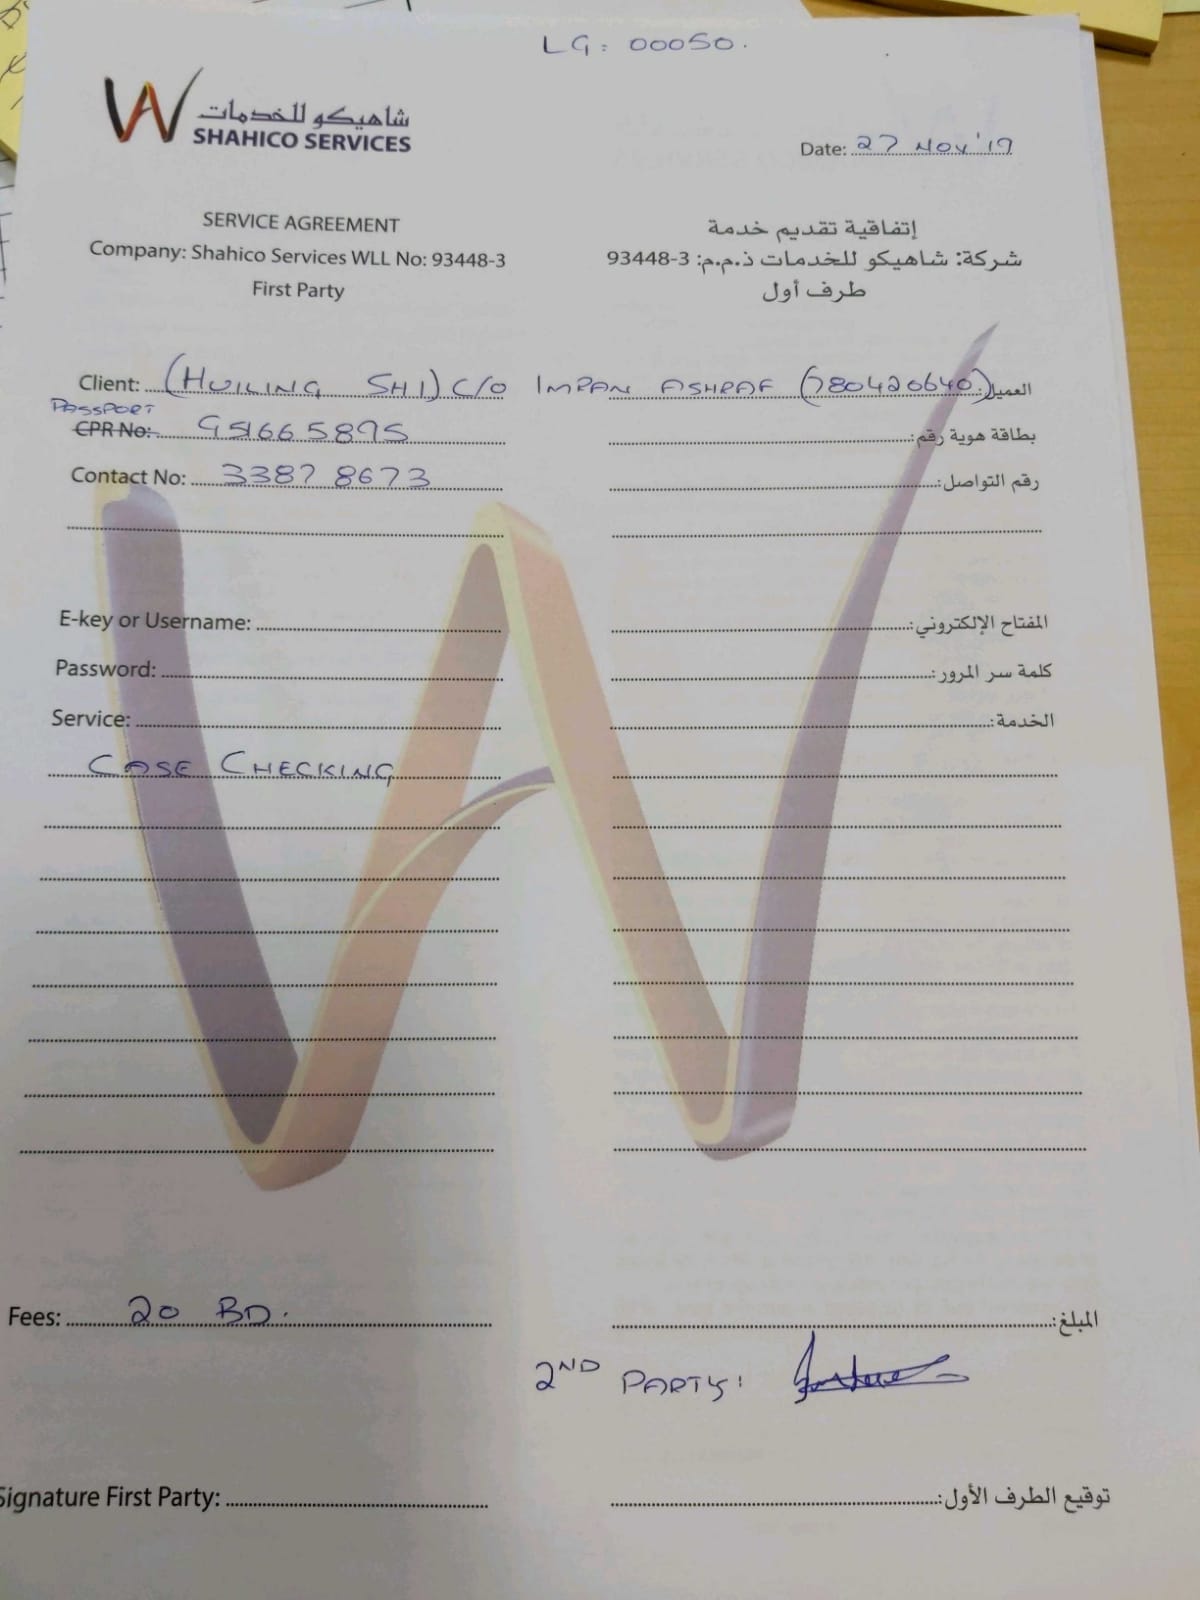 LG: 00050.
شاهيكو للخدمات
SHAHICO SERVICES
Date: 27 NOV '19
SERVICE AGREEMENT
Company: Shahico Services WLL No: 93448-3
First Party
إتفاقية تقديم خدمة
شركة: شاهيكو للخدمات ذ.م.م: 3-93448
طرف أول
Client: (HUILING SHI) C/O IMRAN ASHRAF (780420640) العميل:
PASSPORT
CPR No: G51665895 بطاقة هوية رقم:
Contact No: 3387 8673 رقم التواصل:
E-key or Username: المفتاح الإلكتروني:
Password: كلمة سر المرور:
Service: الخدمة:
CASE CHECKING
Fees: 20 BD. المبلغ:
2ND PARTY:
Signature First Party: توقيع الطرف الأول: